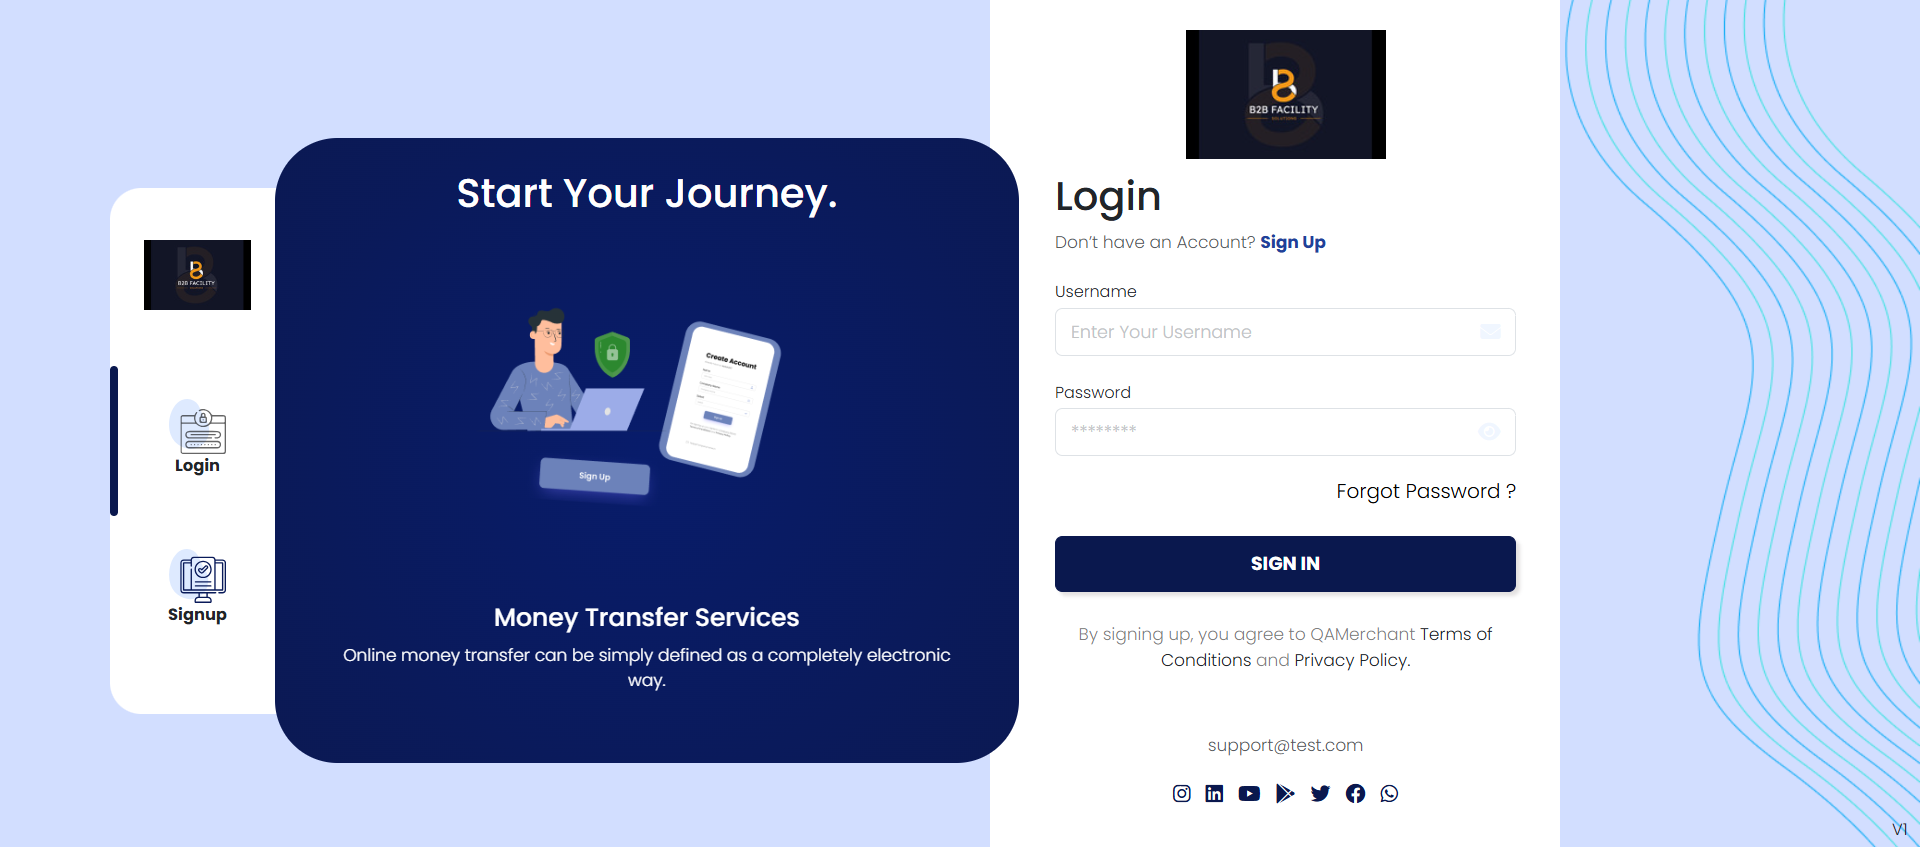 B2B FACILITY
Login
Signup
Start Your Journey.
Create Account
Sign Up
Money Transfer Services
Online money transfer can be simply defined as a completely electronic
way.
B2B FACILITY
SOLUTIONS
Login
Don't have an Account? Sign Up
Username
Enter Your Username
Password
********
Forgot Password ?
SIGN IN
By signing up, you agree to QAMerchant Terms of
Conditions and Privacy Policy.
support@test.com
V1